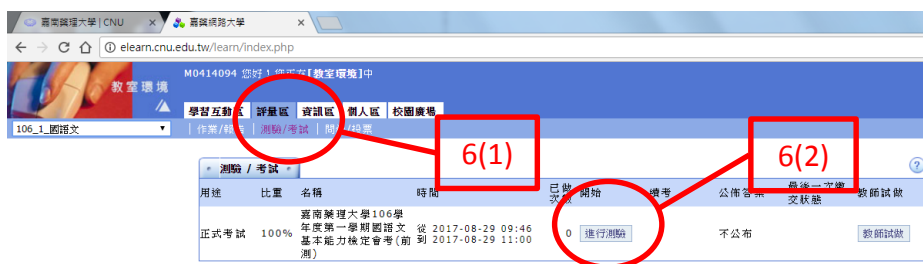 嘉南藥理大學 | CNU
嘉藥網路大學
elearn.cnu.edu.tw/learn/index.php
教室環境
M0414094 您好！您正在[教室環境]中
學習互動區 評量區 資訊區 個人區 校園廣場
106_1_國語文
作業/報告 測驗/考試 問卷/投票
6(1)
6(2)
測驗 / 考試
用途 比重 名稱 時間 已做次數 開始 續考 公佈答案 最後一次繳交狀態 教師試做
正式考試 100% 嘉南藥理大學106學年度第一學期國語文基本能力檢定會考(前測) 從 2017-08-29 09:46 到 2017-08-29 11:00 0 進行測驗 不公布 教師試做